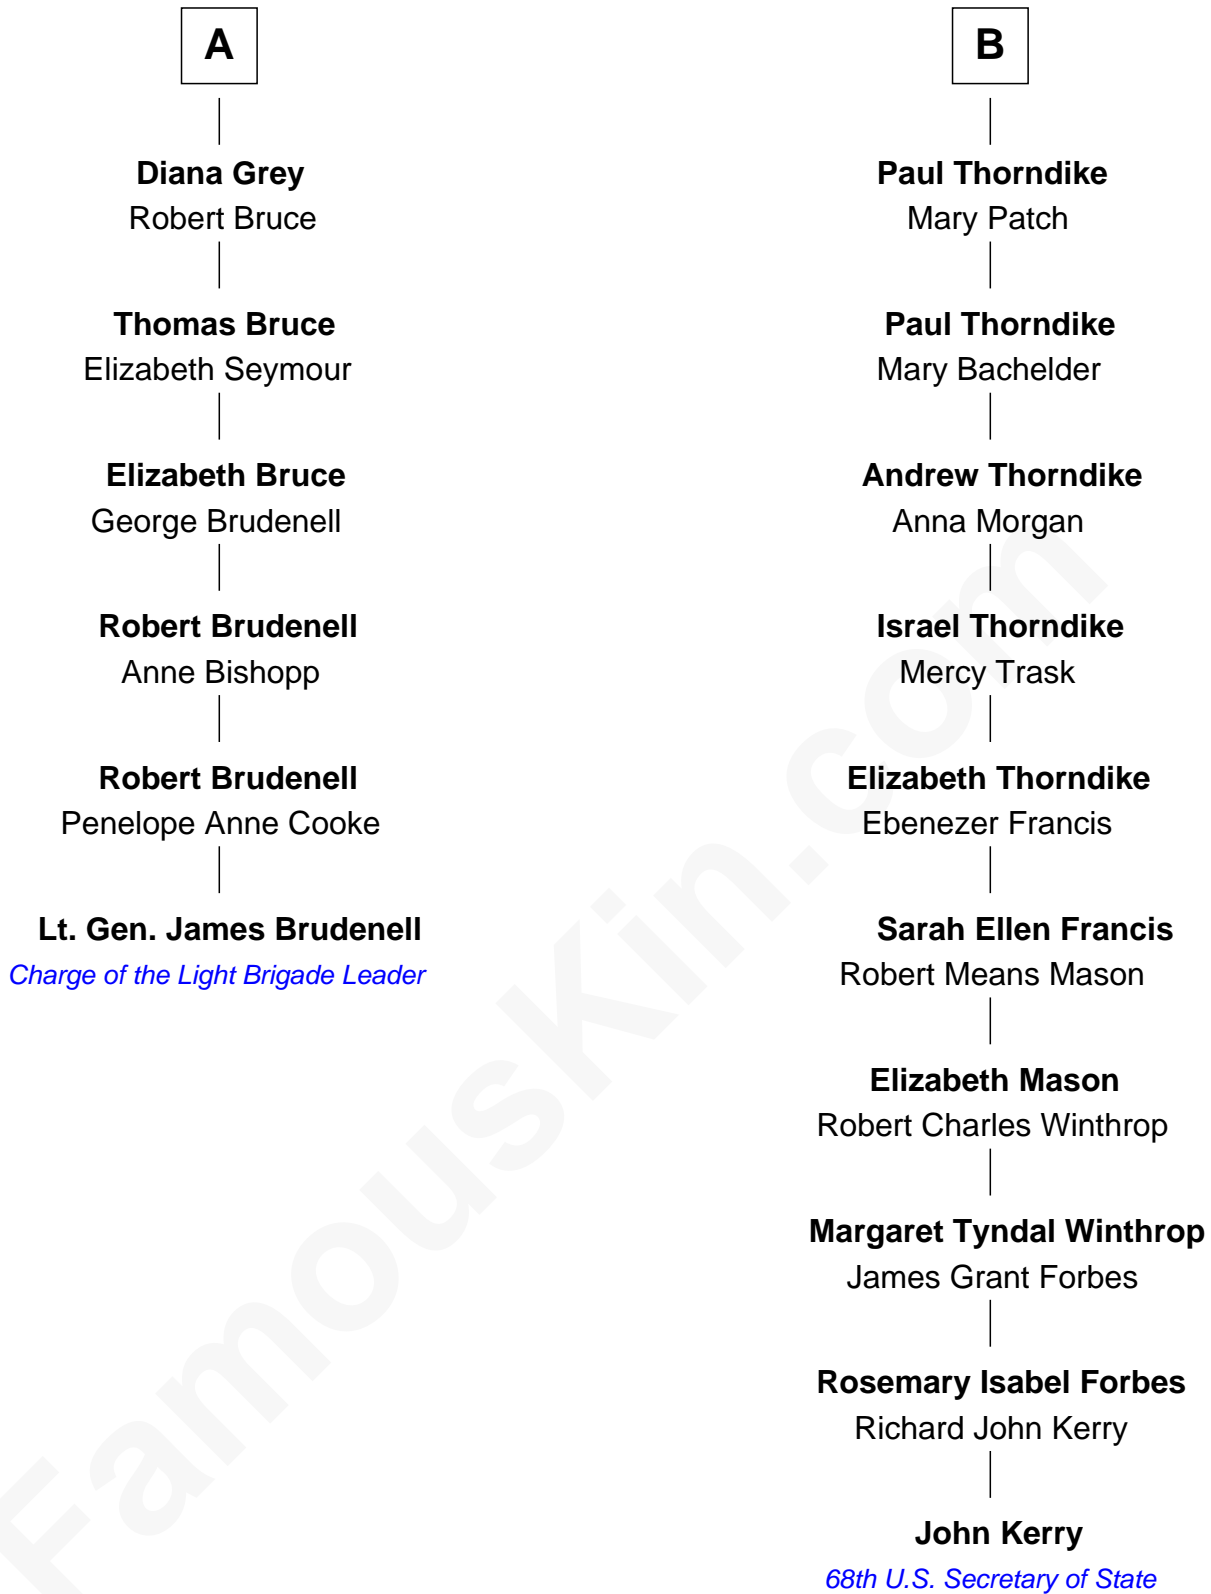 A
Diana Grey
Robert Bruce
Thomas Bruce
Elizabeth Seymour
Elizabeth Bruce
George Brudenell
Robert Brudenell
Anne Bishopp
Robert Brudenell
Penelope Anne Cooke
Lt. Gen. James Brudenell
Charge of the Light Brigade Leader
B
Paul Thorndike
Mary Patch
Paul Thorndike
Mary Bachelder
Andrew Thorndike
Anna Morgan
Israel Thorndike
Mercy Trask
Elizabeth Thorndike
Ebenezer Francis
Sarah Ellen Francis
Robert Means Mason
Elizabeth Mason
Robert Charles Winthrop
Margaret Tyndal Winthrop
James Grant Forbes
Rosemary Isabel Forbes
Richard John Kerry
John Kerry
68th U.S. Secretary of State
FamousKin.com